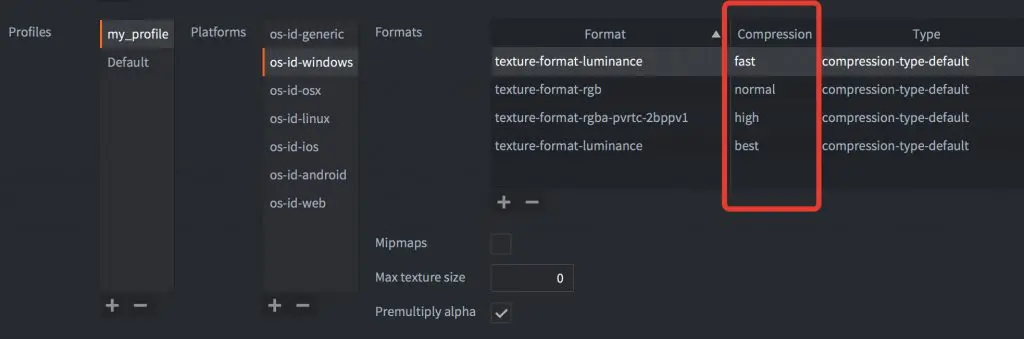 Profiles
my_profile
Default
Platforms
os-id-generic
os-id-windows
os-id-osx
os-id-linux
os-id-ios
os-id-android
os-id-web
Formats
Format Compression Type
texture-format-luminance fast compression-type-default
texture-format-rgb normal compression-type-default
texture-format-rgba-pvrtc-2bppv1 high compression-type-default
texture-format-luminance best compression-type-default
Mipmaps
Max texture size 0
Premultiply alpha